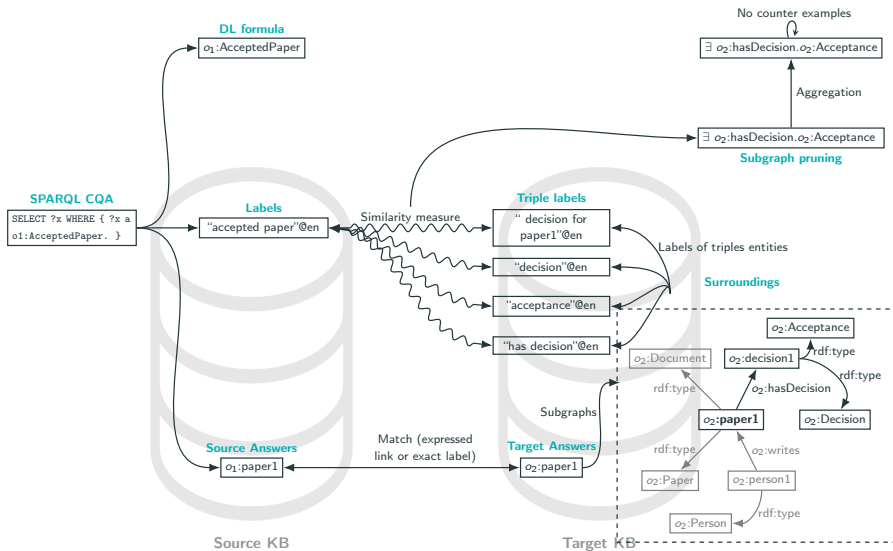 No counter examples
DL formula
o₁:AcceptedPaper
∃ o₂:hasDecision.o₂:Acceptance
Aggregation
∃ o₂:hasDecision.o₂:Acceptance
Subgraph pruning
SPARQL CQA
SELECT ?x WHERE { ?x a
o1:AcceptedPaper. }
Labels
"accepted paper"@en
Similarity measure
Triple labels
" decision for
paper1"@en
"decision"@en
"acceptance"@en
"has decision"@en
Labels of triples entities
Surroundings
o₂:Acceptance
o₂:Document
o₂:decision1
rdf:type
rdf:type
rdf:type
o₂:hasDecision
o₂:paper1
o₂:Decision
Subgraphs
rdf:type
o₂:writes
o₂:Paper
o₂:person1
rdf:type
o₂:Person
Source Answers
o₁:paper1
Match (expressed
link or exact label)
Target Answers
o₂:paper1
Source KB
Target KB